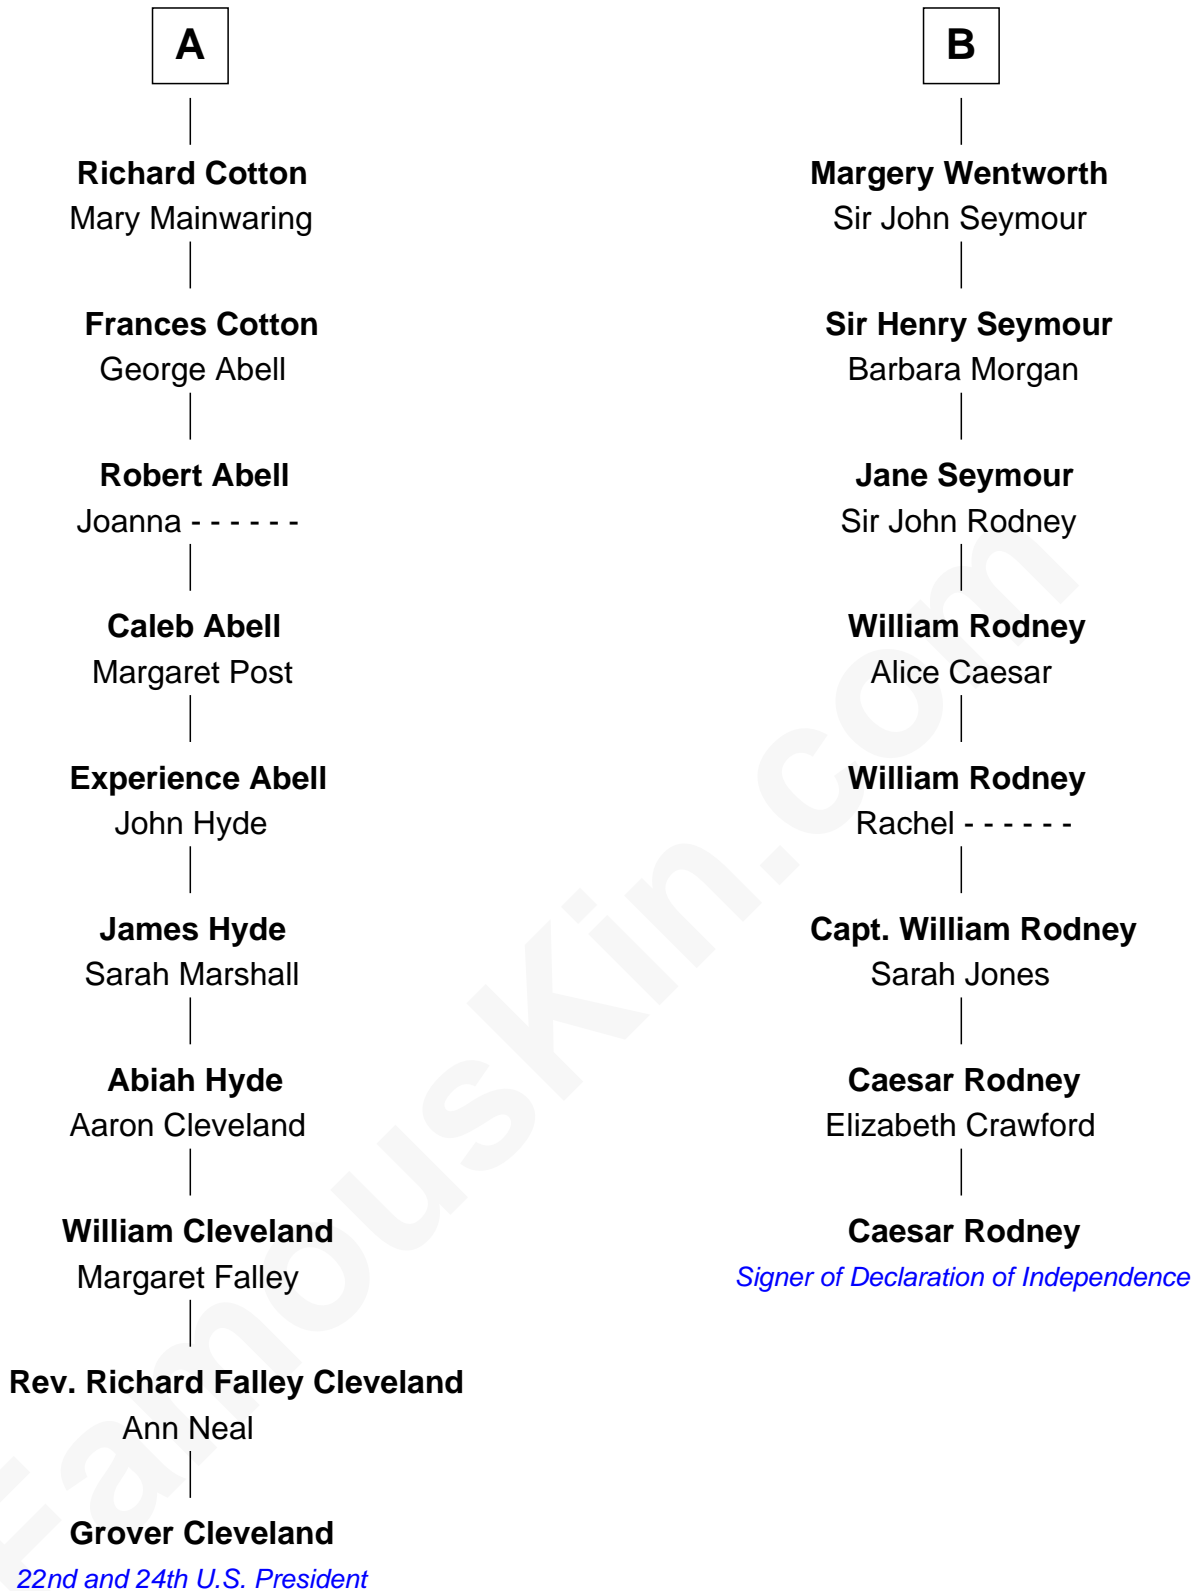 A
Richard Cotton
Mary Mainwaring
Frances Cotton
George Abell
Robert Abell
Joanna - - - - - -
Caleb Abell
Margaret Post
Experience Abell
John Hyde
James Hyde
Sarah Marshall
Abiah Hyde
Aaron Cleveland
William Cleveland
Margaret Falley
Rev. Richard Falley Cleveland
Ann Neal
Grover Cleveland
22nd and 24th U.S. President
B
Margery Wentworth
Sir John Seymour
Sir Henry Seymour
Barbara Morgan
Jane Seymour
Sir John Rodney
William Rodney
Alice Caesar
William Rodney
Rachel - - - - - -
Capt. William Rodney
Sarah Jones
Caesar Rodney
Elizabeth Crawford
Caesar Rodney
Signer of Declaration of Independence
FamousKin.com